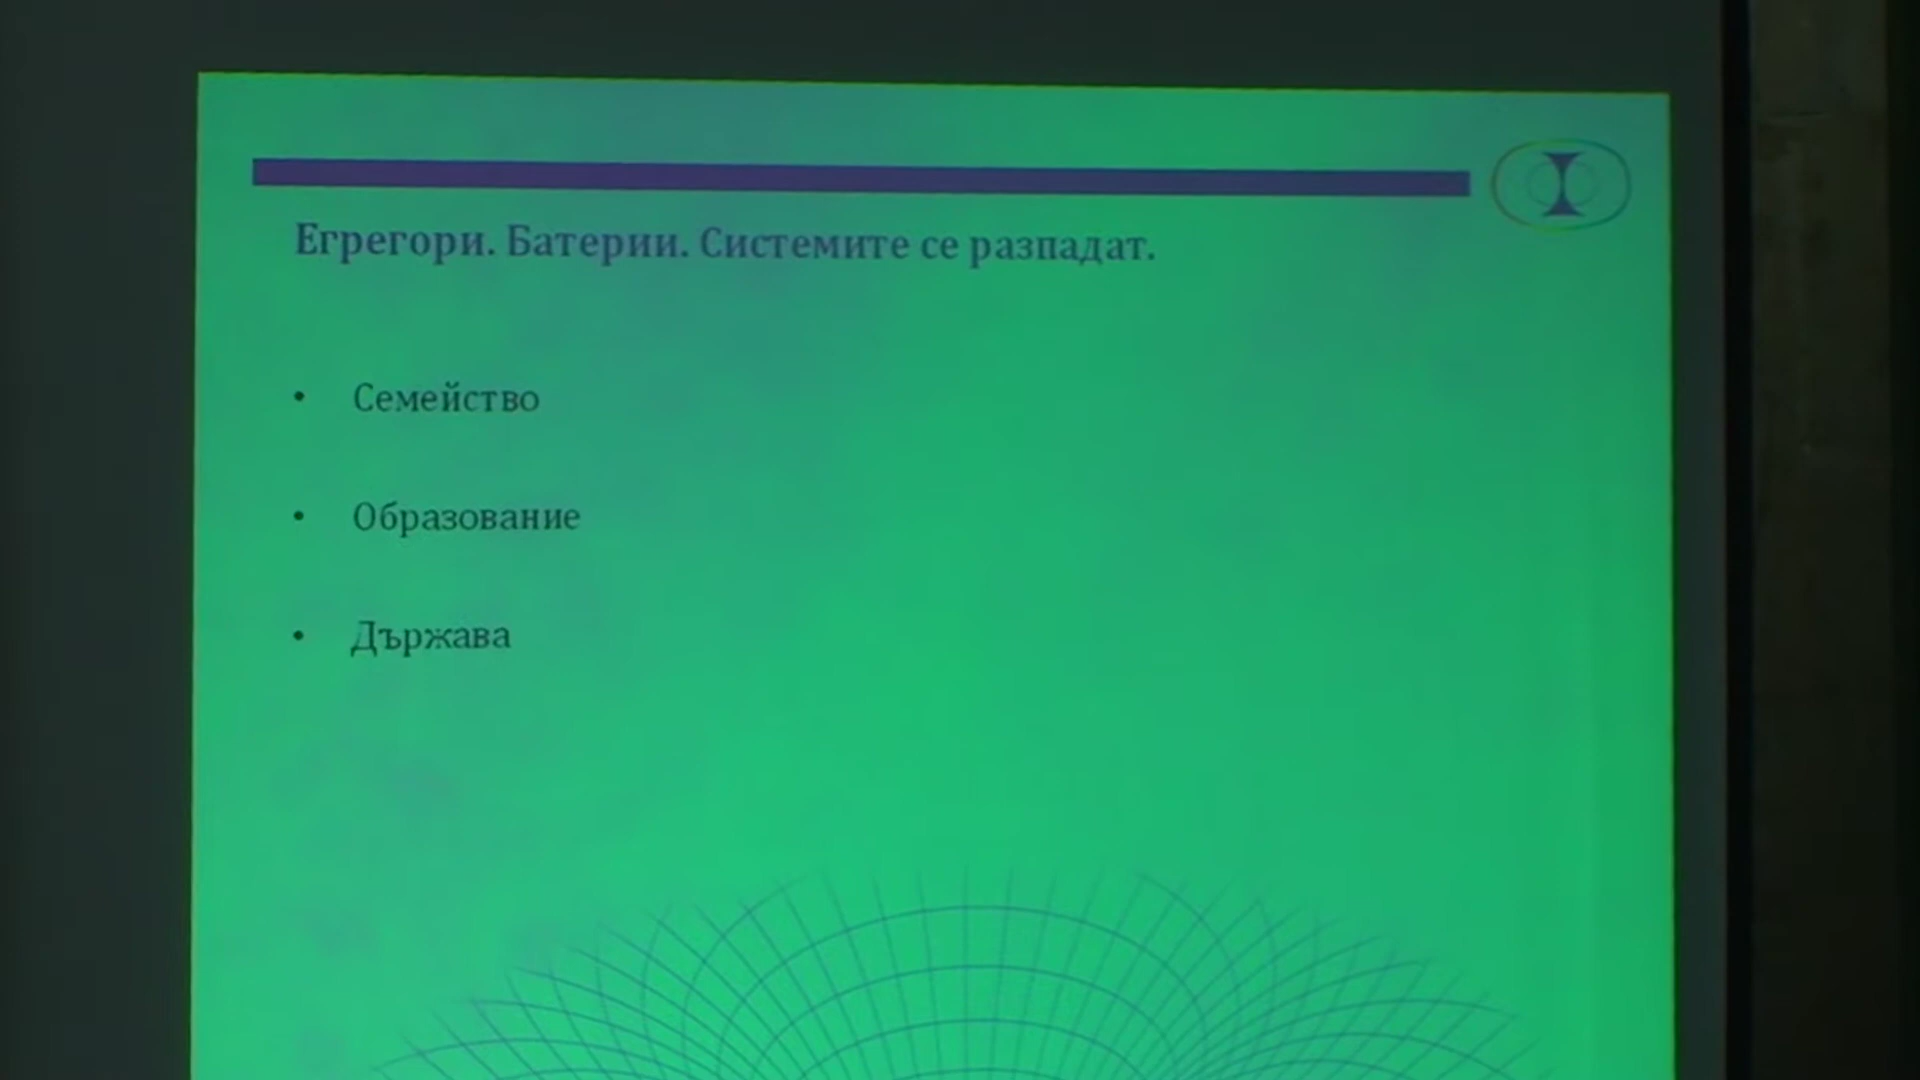 Егрегори. Батерии. Системите се разпадат.
• Семейство
• Образование
• Държава